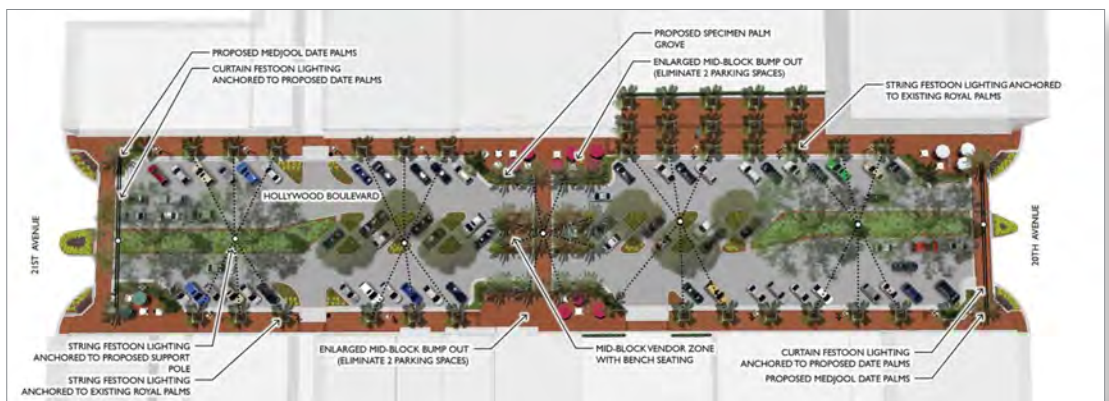 PROPOSED MEDJOOL DATE PALMS
CURTAIN FESTOON LIGHTING
ANCHORED TO PROPOSED DATE PALMS
PROPOSED SPECIMEN PALM
GROVE
ENLARGED MID-BLOCK BUMP OUT
(ELIMINATE 2 PARKING SPACES)
STRING FESTOON LIGHTING ANCHORED
TO EXISTING ROYAL PALMS
HOLLYWOOD BOULEVARD
21ST AVENUE
20TH AVENUE
STRING FESTOON LIGHTING
ANCHORED TO PROPOSED SUPPORT
POLE
STRING FESTOON LIGHTING
ANCHORED TO EXISTING ROYAL PALMS
ENLARGED MID-BLOCK BUMP OUT
(ELIMINATE 2 PARKING SPACES)
MID-BLOCK VENDOR ZONE
WITH BENCH SEATING
CURTAIN FESTOON LIGHTING
ANCHORED TO PROPOSED DATE PALMS
PROPOSED MEDJOOL DATE PALMS